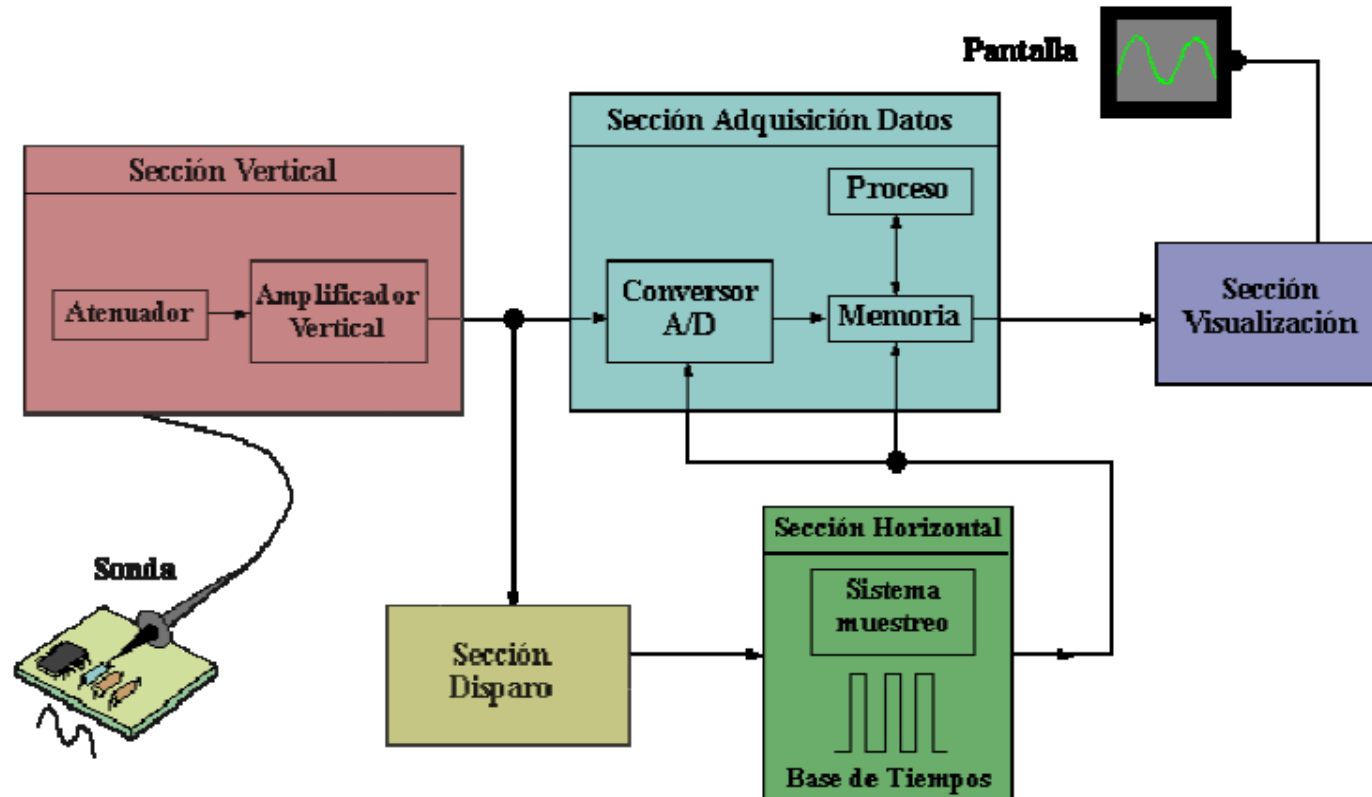 Pantalla
Sección Adquisición Datos
Sección Vertical
Proceso
Atenuador
Amplificador
Vertical
Conversor
A/D
Memoria
Sección
Visualización
Sonda
Sección Horizontal
Sistema
muestreo
Sección
Disparo
Base de Tiempos